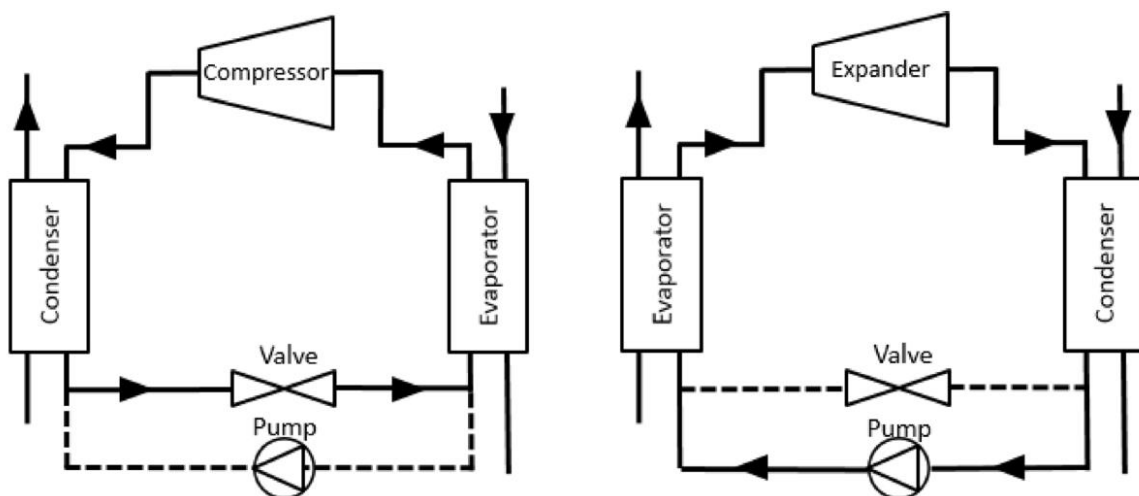 Compressor
Condenser
Evaporator
Valve
Pump
Expander
Evaporator
Condenser
Valve
Pump